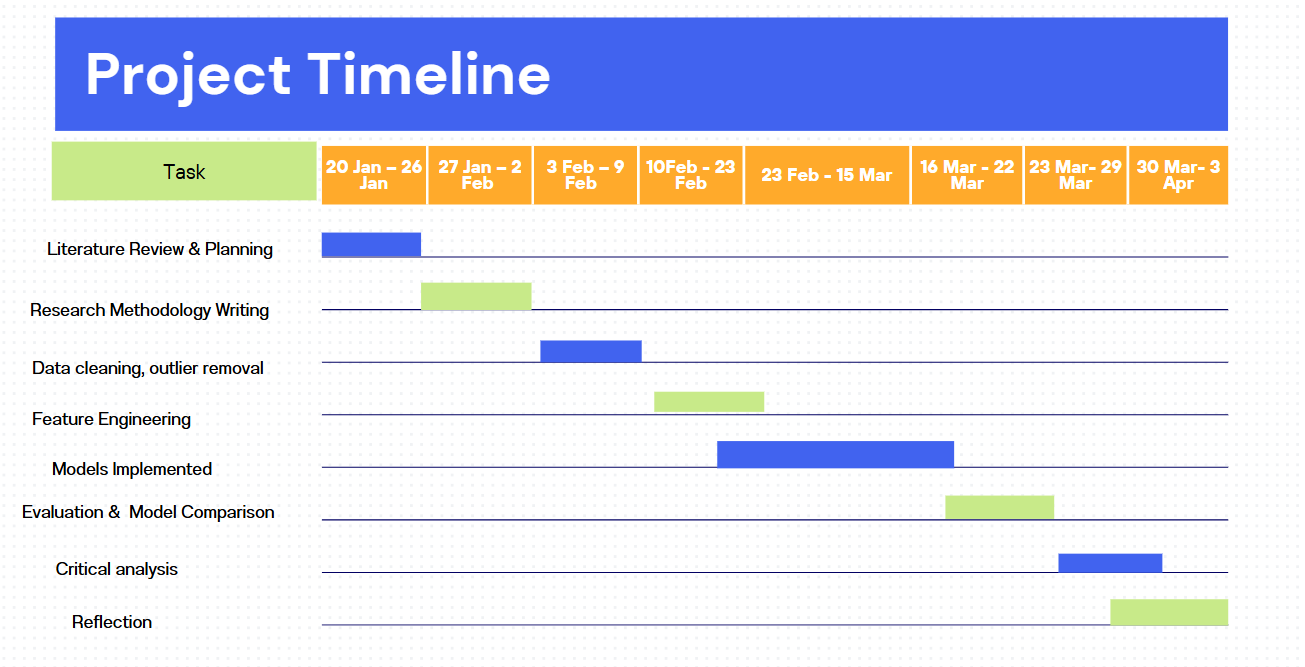 Project Timeline
Task
20 Jan – 26
Jan
27 Jan – 2
Feb
3 Feb – 9
Feb
10Feb - 23
Feb
23 Feb - 15 Mar
16 Mar - 22
Mar
23 Mar- 29
Mar
30 Mar- 3
Apr
Literature Review & Planning
Research Methodology Writing
Data cleaning, outlier removal
Feature Engineering
Models Implemented
Evaluation &  Model Comparison
Critical analysis
Reflection